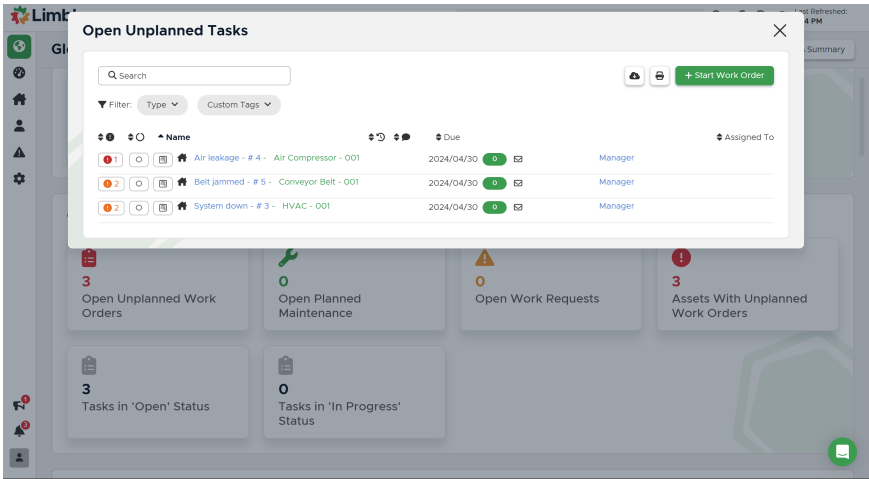 Limbl
Last Refreshed:
4 PM
Gl
Summary
Open Unplanned Tasks
Search
+ Start Work Order
Filter:
Type
Custom Tags
Name
Due
Assigned To
1
Air leakage - # 4 - Air Compressor - 001
2024/04/30
0
Manager
2
Belt jammed - # 5 - Conveyor Belt - 001
2024/04/30
0
Manager
2
System down - # 3 - HVAC - 001
2024/04/30
0
Manager
3
Open Unplanned Work
Orders
0
Open Planned
Maintenance
0
Open Work Requests
3
Assets With Unplanned
Work Orders
3
Tasks in 'Open' Status
0
Tasks in 'In Progress'
Status
1
3